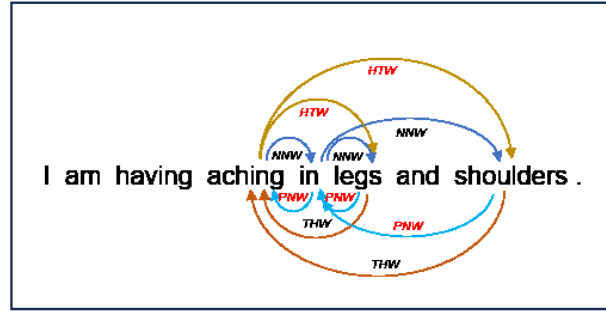 HTW
HTW
NNW
NNW NNW
I am having aching in legs and shoulders .
PNW PNW
THW PNW
THW